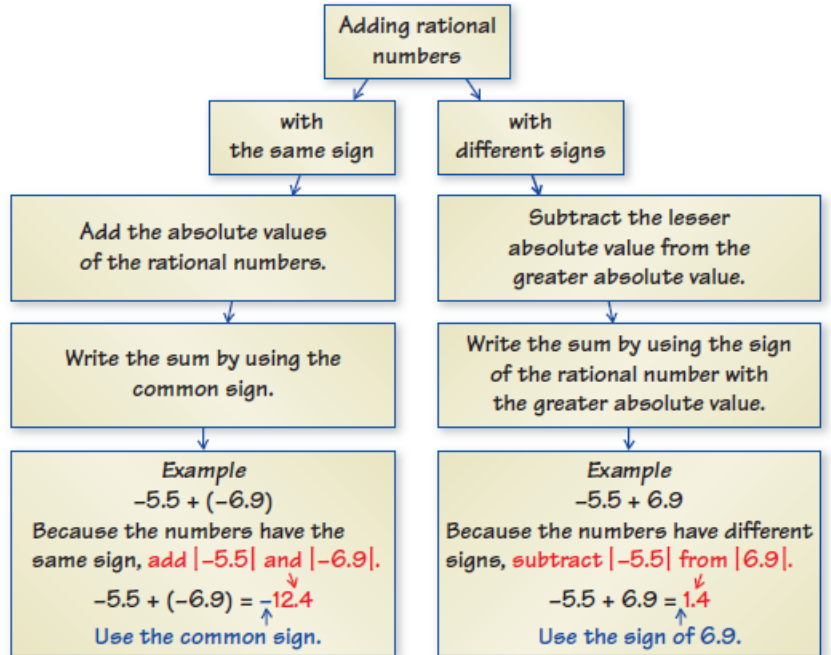 Adding rational
numbers
with
the same sign
with
different signs
Add the absolute values
of the rational numbers.
Subtract the lesser
absolute value from the
greater absolute value.
Write the sum by using the
common sign.
Write the sum by using the sign
of the rational number with
the greater absolute value.
Example
−5.5 + (−6.9)
Because the numbers have the
same sign, add |−5.5| and |−6.9|.
−5.5 + (−6.9) = −12.4
Use the common sign.
Example
−5.5 + 6.9
Because the numbers have different
signs, subtract |−5.5| from |6.9|.
−5.5 + 6.9 = 1.4
Use the sign of 6.9.